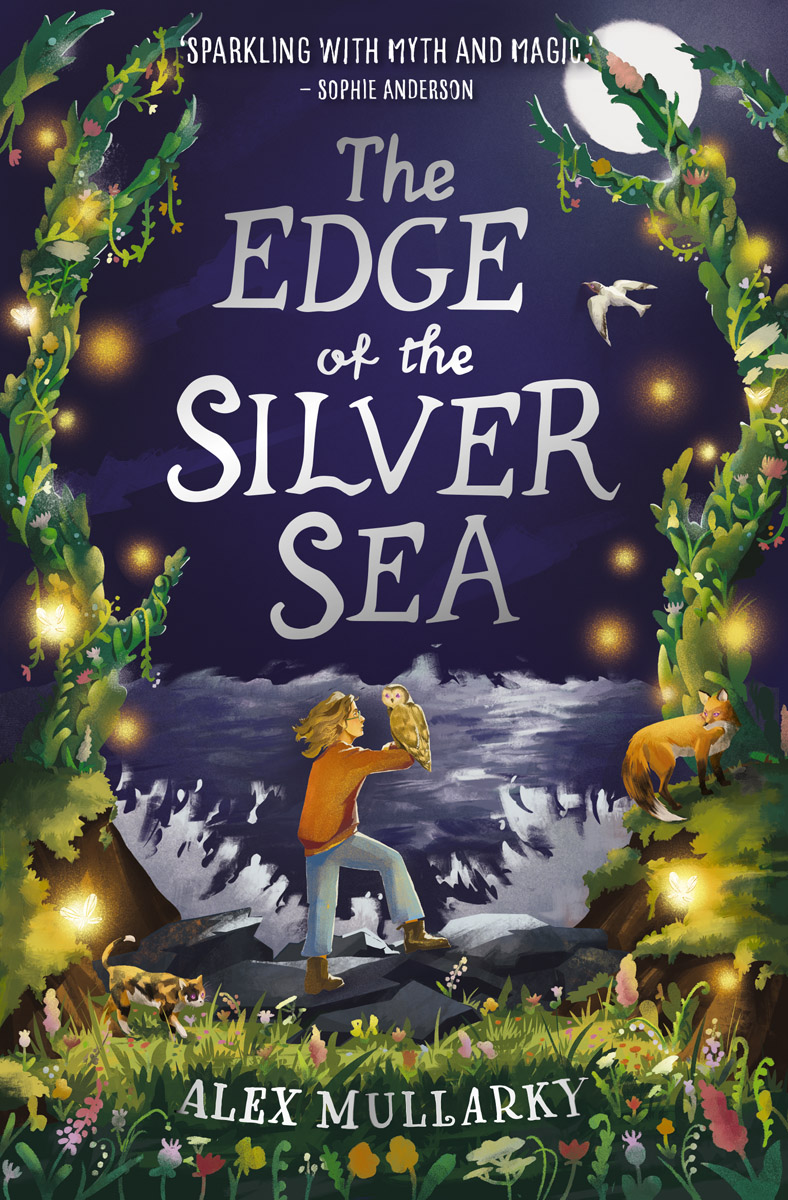 ‘SPARKLING WITH MYTH AND MAGIC.’
– SOPHIE ANDERSON
The
EDGE
of the
SILVER
SEA
ALEX MULLARKY